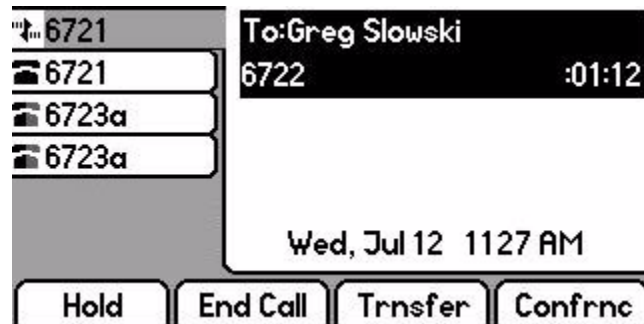 6721
6721
6723a
6723a
To:Greg Slowski
6722 :01:12
Wed, Jul 12 1127 AM
Hold End Call Trnsfer Confrnc